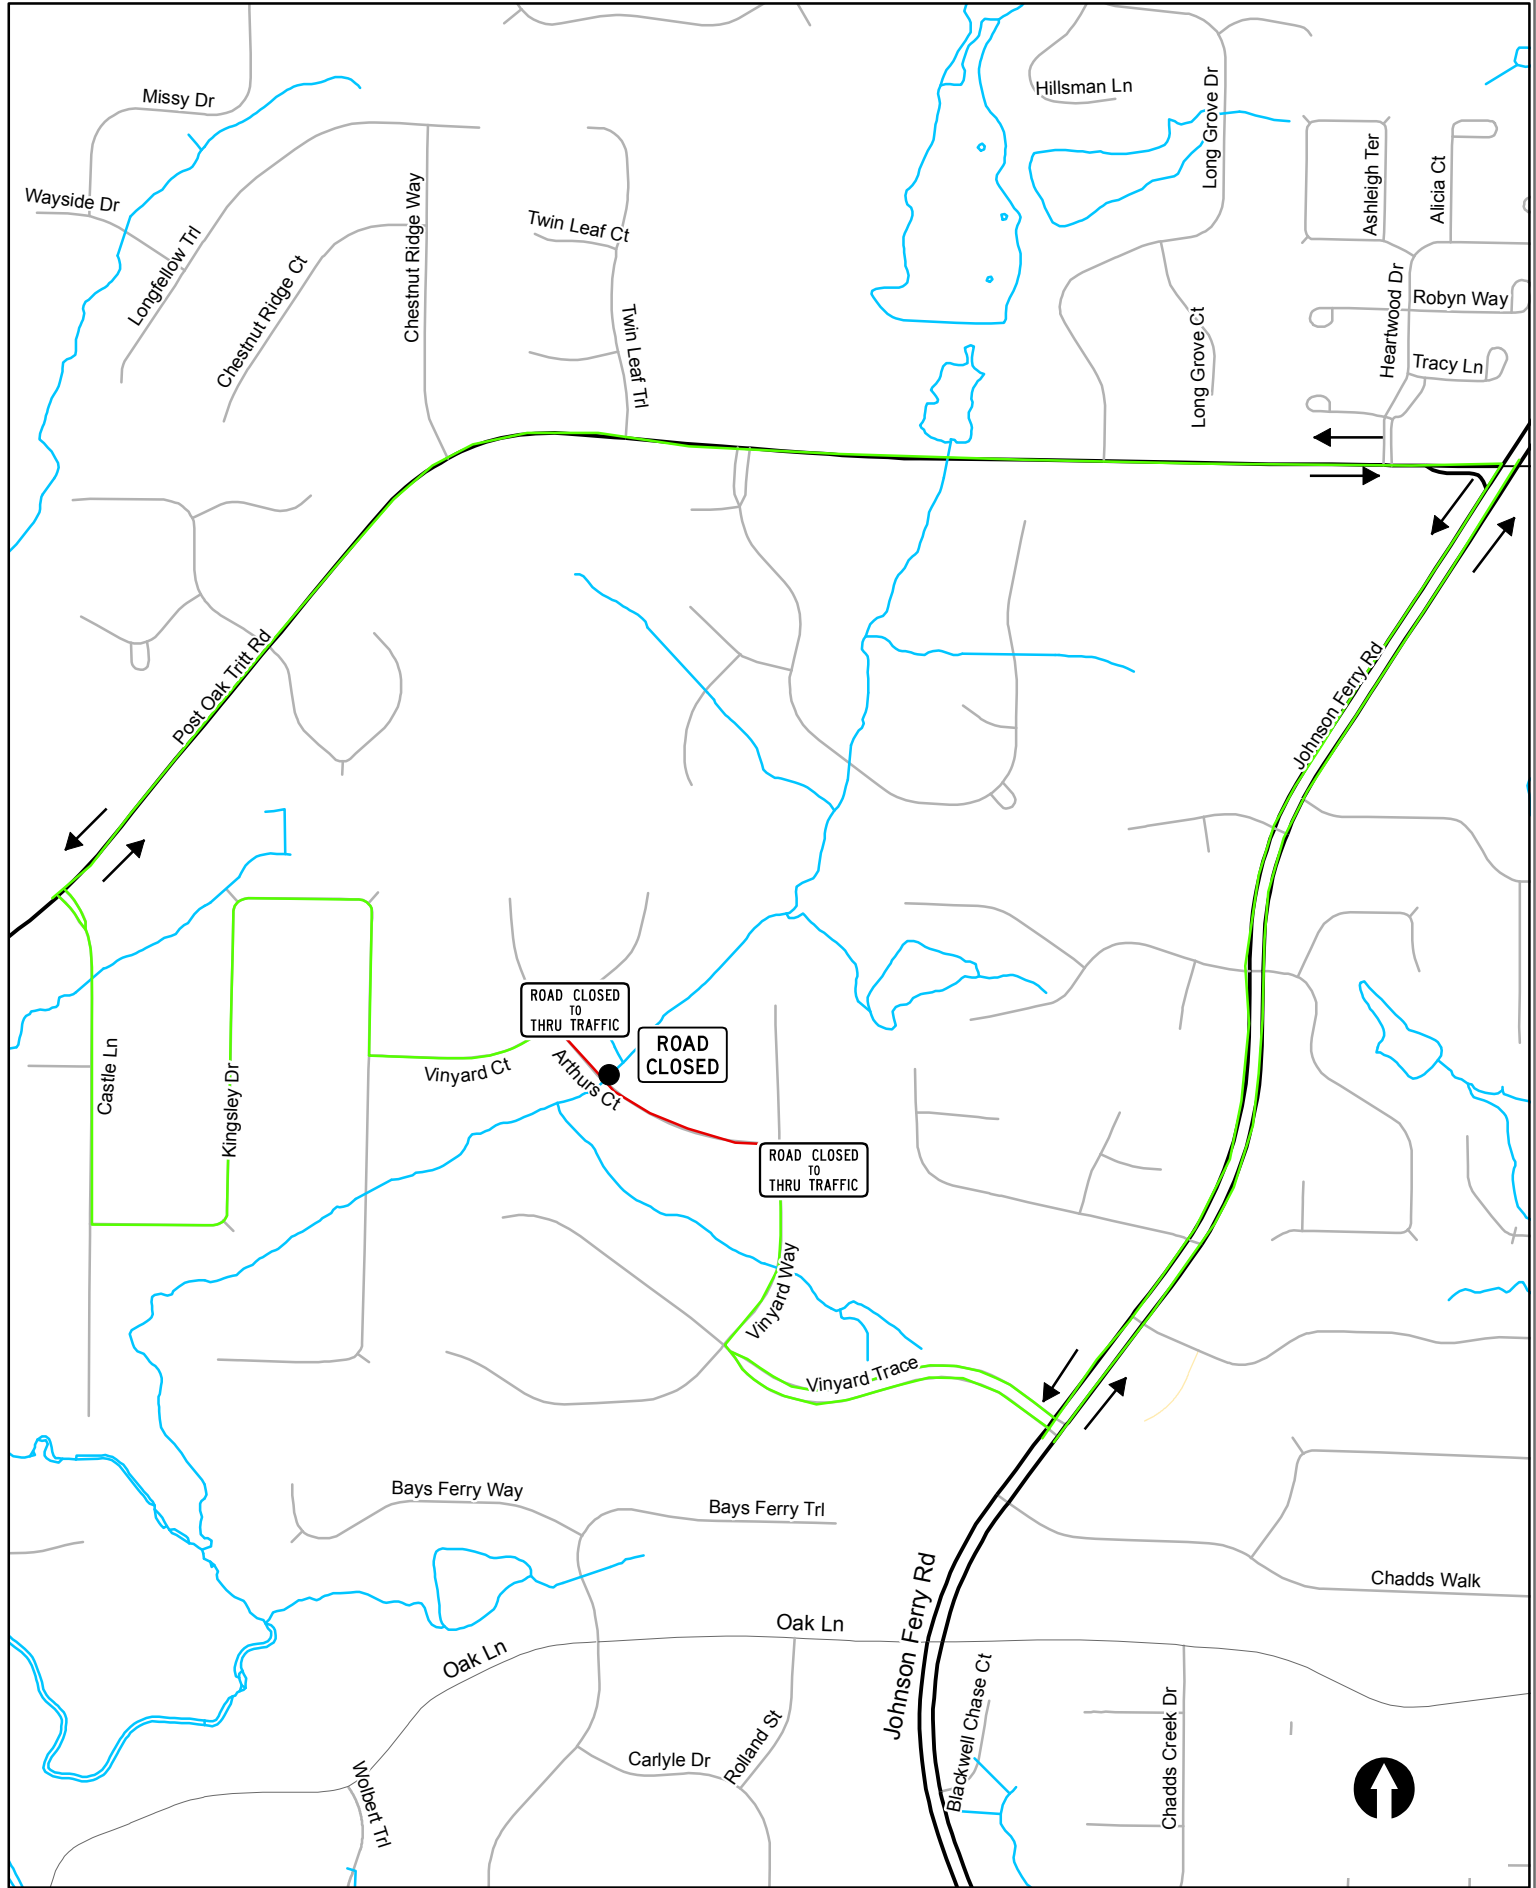 Hillsman Ln
Long Grove Dr
Missy Dr
Ashleigh Ter
Alicia Ct
Wayside Dr
Longfellow Trl
Chestnut Ridge Ct
Chestnut Ridge Way
Twin Leaf Ct
Twin Leaf Trl
Long Grove Ct
Heartwood Dr
Robyn Way
Tracy Ln
Post Oak Tritt Rd
Johnson Ferry Rd
ROAD CLOSED
TO
THRU TRAFFIC
ROAD
CLOSED
Castle Ln
Kingsley Dr
Vinyard Ct
Arthurs Ct
ROAD CLOSED
TO
THRU TRAFFIC
Vinyard Way
Vinyard Trace
Bays Ferry Way
Bays Ferry Trl
Chadds Walk
Johnson Ferry Rd
Oak Ln
Oak Ln
Blackwell Chase Ct
Chadds Creek Dr
Rolland St
Carlyle Dr
Wolbert Trl